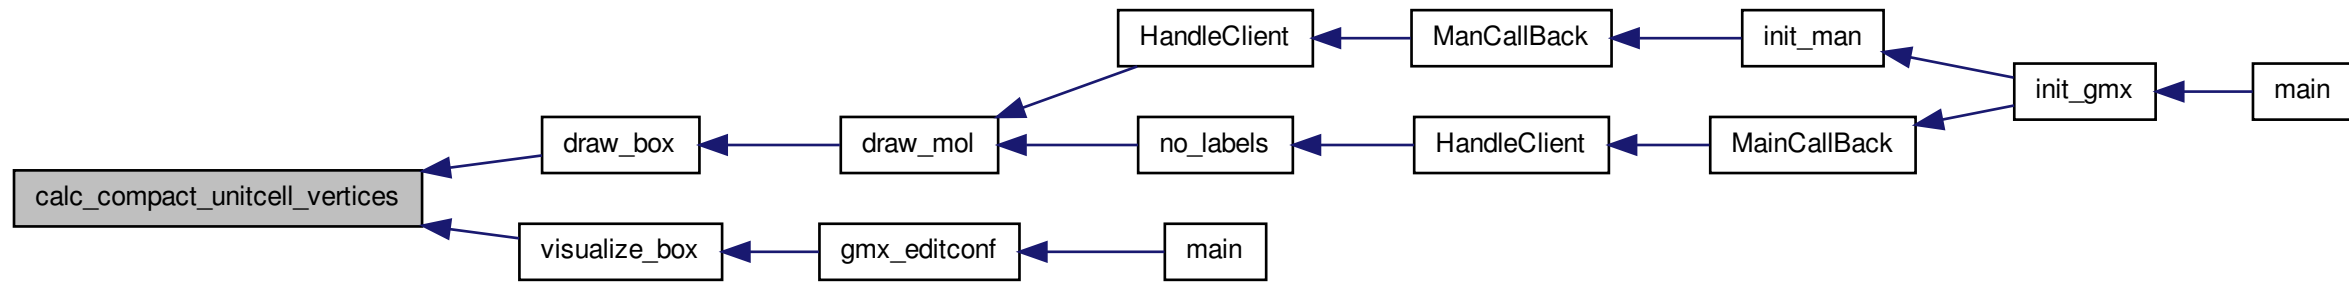 HandleClient
ManCallBack
init_man
init_gmx
main
draw_box
draw_mol
no_labels
HandleClient
MainCallBack
calc_compact_unitcell_vertices
visualize_box
gmx_editconf
main